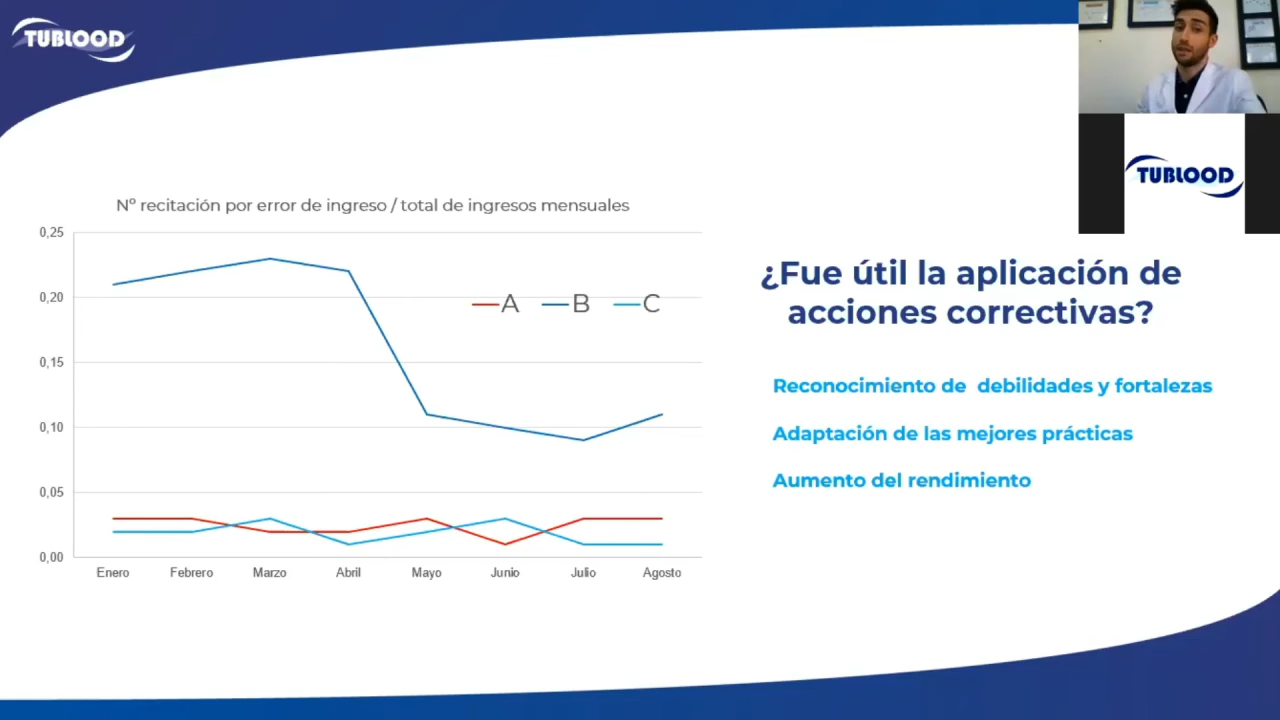 TUBLOOD
TUBLOOD
Nº recitación por error de ingreso / total de ingresos mensuales
0,25
0,20
0,15
0,10
0,05
0,00
A B C
Enero Febrero Marzo Abril Mayo Junio Julio Agosto
¿Fue útil la aplicación de
acciones correctivas?
Reconocimiento de debilidades y fortalezas
Adaptación de las mejores prácticas
Aumento del rendimiento